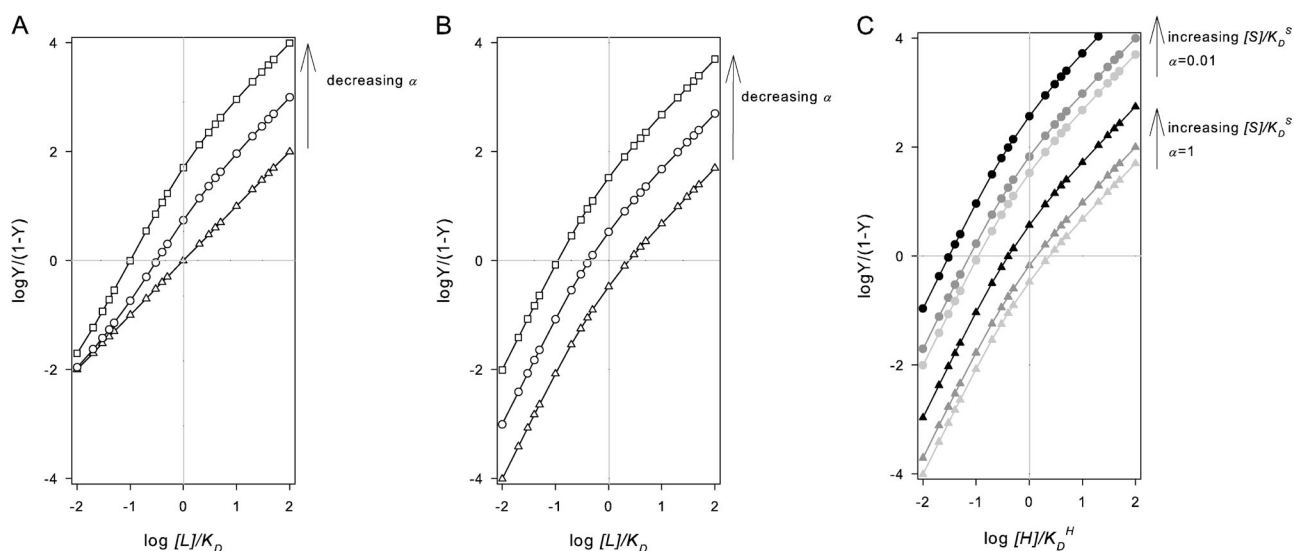 A
4
2
0
-2
-4
logY/(1-Y)
-2 -1 0 1 2
log [L]/K_D
decreasing α
B
4
2
0
-2
-4
logY/(1-Y)
-2 -1 0 1 2
log [L]/K_D
decreasing α
C
4
2
0
-2
-4
logY/(1-Y)
-2 -1 0 1 2
log [H]/K_D^H
increasing [S]/K_D^S
α=0.01
increasing [S]/K_D^S
α=1